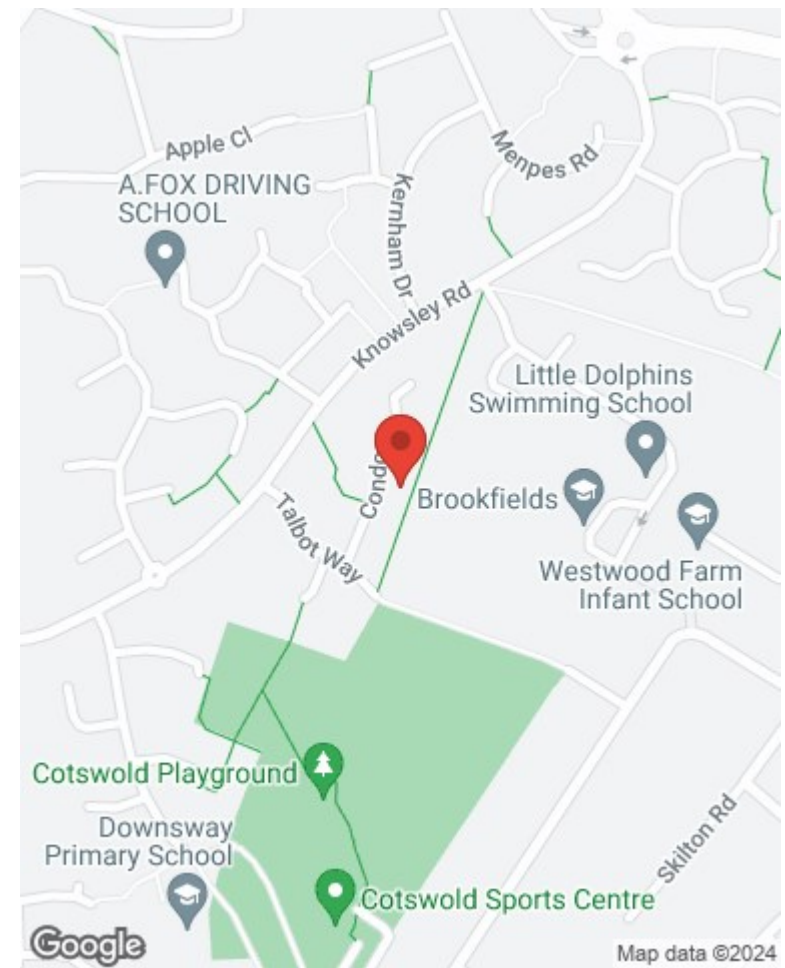 Apple Cl
Menpes Rd
A.FOX DRIVING
SCHOOL
Kernham Dr
Knowsley Rd
Little Dolphins
Swimming School
Brookfields
Talbot Way
Westwood Farm
Infant School
Cotswold Playground
Downsway
Primary School
Skilton Rd
Cotswold Sports Centre
Google
Map data ©2024